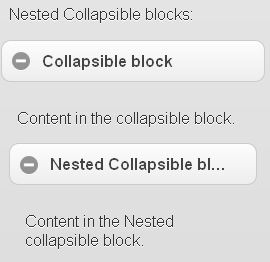 Nested Collapsible blocks:
Collapsible block
Content in the collapsible block.
Nested Collapsible bl...
Content in the Nested
collapsible block.